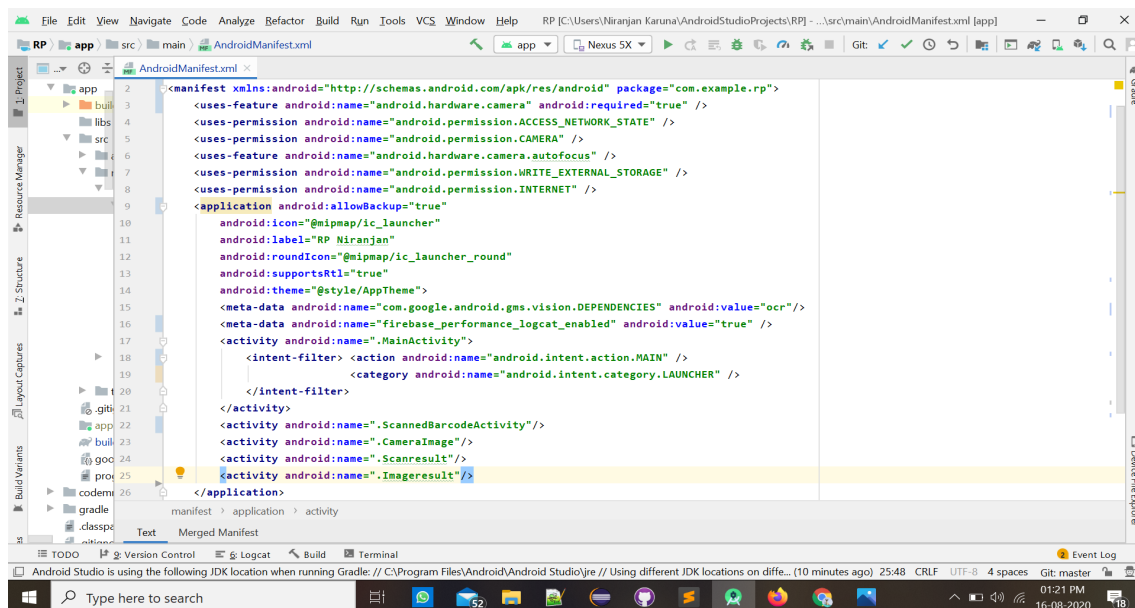 File Edit View Navigate Code Analyze Refactor Build Run Tools VCS Window Help RP [C:\Users\Niranjan Karuna\AndroidStudioProjects\RP] - ...\src\main\AndroidManifest.xml [app]
RP app src main AndroidManifest.xml app Nexus 5X Git:
AndroidManifest.xml
1: Project
Resource Manager
Z: Structure
Layout Captures
Build Variants
app
libs
src
.giti
app
buil
goo
pro
gradle
.classpa
2 <manifest xmlns:android="http://schemas.android.com/apk/res/android" package="com.example.rp">
3 <uses-feature android:name="android.hardware.camera" android:required="true" />
4 <uses-permission android:name="android.permission.ACCESS_NETWORK_STATE" />
5 <uses-permission android:name="android.permission.CAMERA" />
6 <uses-feature android:name="android.hardware.camera.autofocus" />
7 <uses-permission android:name="android.permission.WRITE_EXTERNAL_STORAGE" />
8 <uses-permission android:name="android.permission.INTERNET" />
9 <application android:allowBackup="true"
10 android:icon="@mipmap/ic_launcher"
11 android:label="RP Niranjan"
12 android:roundIcon="@mipmap/ic_launcher_round"
13 android:supportsRtl="true"
14 android:theme="@style/AppTheme">
15 <meta-data android:name="com.google.android.gms.vision.DEPENDENCIES" android:value="ocr"/>
16 <meta-data android:name="firebase_performance_logcat_enabled" android:value="true" />
17 <activity android:name=".MainActivity">
18 <intent-filter> <action android:name="android.intent.action.MAIN" />
19 <category android:name="android.intent.category.LAUNCHER" />
20 </intent-filter>
21 </activity>
22 <activity android:name=".ScannedBarcodeActivity"/>
23 <activity android:name=".CameraImage"/>
24 <activity android:name=".Scanresult"/>
25 <activity android:name=".Imageresult"/>
26 </application>
manifest > application > activity
Text Merged Manifest
TODO 9: Version Control 6: Logcat Build Terminal 2 Event Log
Android Studio is using the following JDK location when running Gradle: // C:\Program Files\Android\Android Studio\jre // Using different JDK locations on diffe... (10 minutes ago) 25:48 CRLF UTF-8 4 spaces Git: master
Type here to search 52 01:21 PM
16-08-2020 18